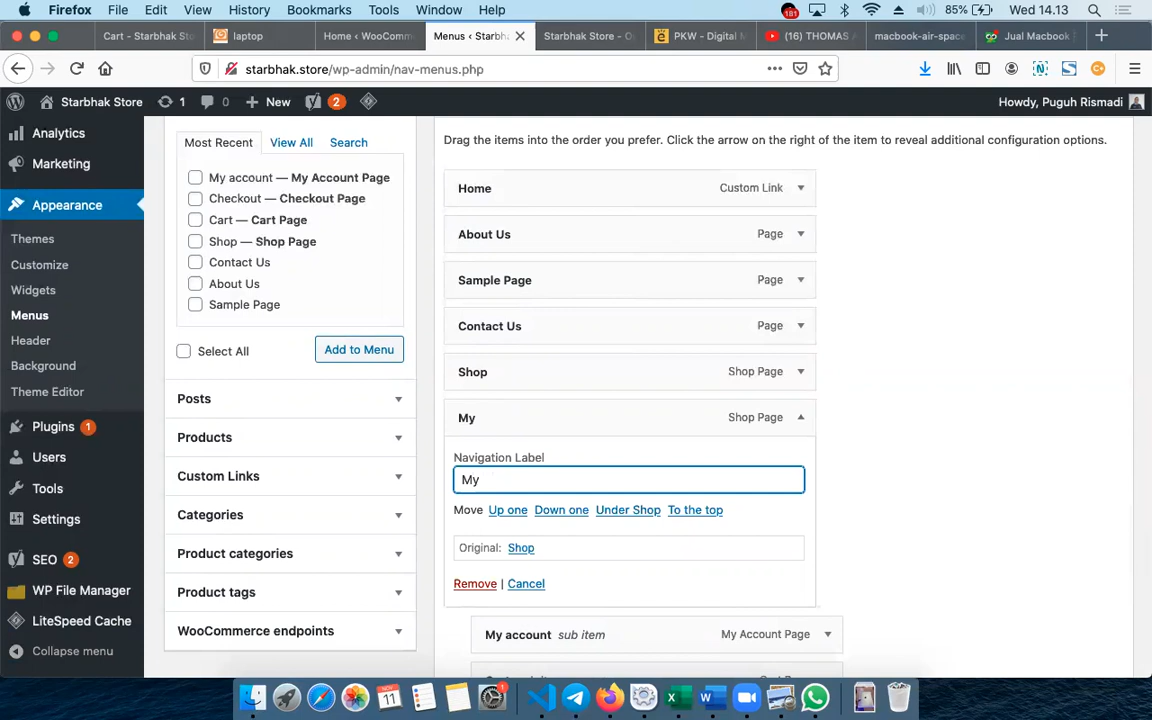 Firefox File Edit View History Bookmarks Tools Window Help 181 85% Wed 14.13
Cart - Starbhak Sto laptop Home < WooComm Menus < Starbh Starbhak Store - O PKW - Digital M (16) THOMAS A macbook-air-space Jual Macbook
starbhak.store/wp-admin/nav-menus.php
Starbhak Store 1 0 New 2 Howdy, Puguh Rismadi
Analytics
Marketing
Appearance
Themes
Customize
Widgets
Menus
Header
Background
Theme Editor
Plugins 1
Users
Tools
Settings
SEO 2
WP File Manager
LiteSpeed Cache
Collapse menu
Most Recent View All Search
My account — My Account Page
Checkout — Checkout Page
Cart — Cart Page
Shop — Shop Page
Contact Us
About Us
Sample Page
Select All Add to Menu
Posts
Products
Custom Links
Categories
Product categories
Product tags
WooCommerce endpoints
Drag the items into the order you prefer. Click the arrow on the right of the item to reveal additional configuration options.
Home Custom Link
About Us Page
Sample Page Page
Contact Us Page
Shop Shop Page
My Shop Page
Navigation Label
My
Move Up one Down one Under Shop To the top
Original: Shop
Remove | Cancel
My account sub item My Account Page
NOV 11 1